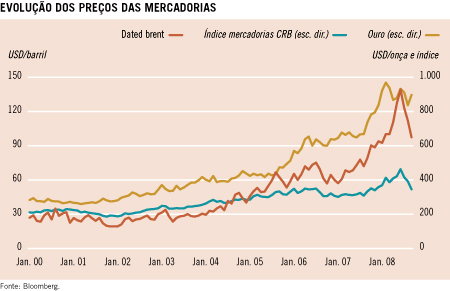 EVOLUÇÃO DOS PREÇOS DAS MERCADORIAS
Dated brent Índice mercadorias CRB (esc. dir.) Ouro (esc. dir.)
USD/barril USD/onça e índice
150 1.000
120 800
90 600
60 400
30 200
0 0
Jan. 00 Jan. 01 Jan. 02 Jan. 03 Jan. 04 Jan. 05 Jan. 06 Jan. 07 Jan. 08
Fonte: Bloomberg.